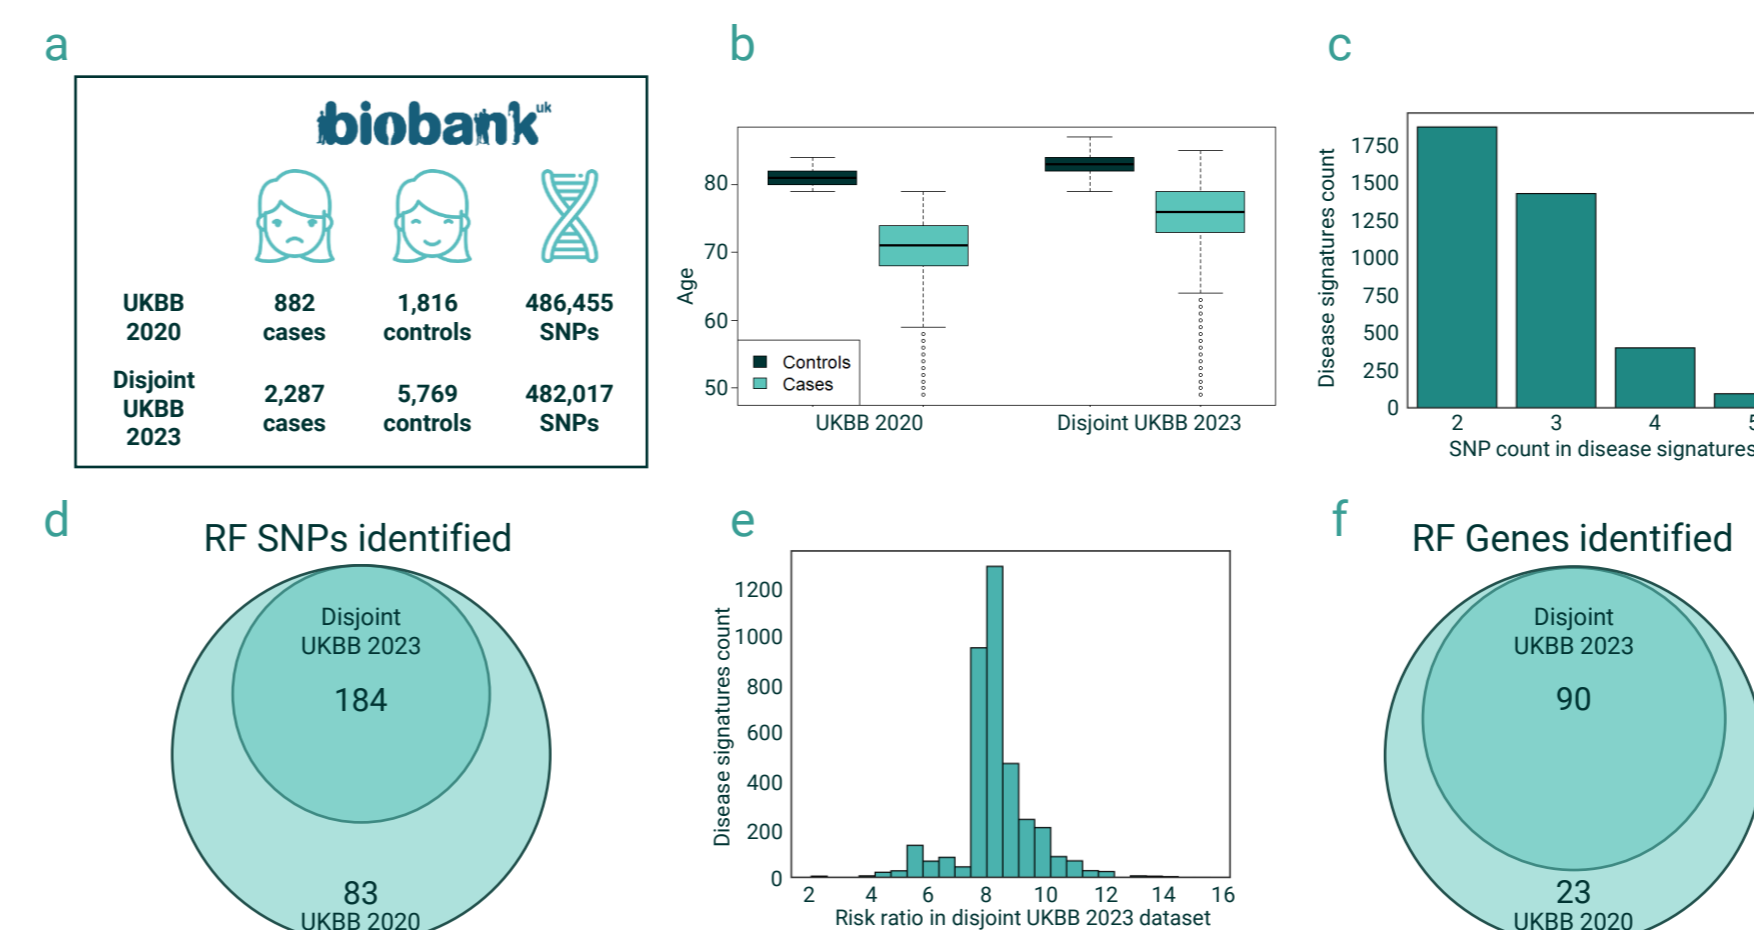 a
biobank uk
882 1,816 486,455
UKBB
2020
cases controls SNPs
Disjoint
UKBB
2023
2,287 5,769 482,017
cases controls SNPs
b
Age
80
70
60
50
Controls
Cases
UKBB 2020 Disjoint UKBB 2023
c
Disease signatures count
1750
1500
1250
1000
750
500
250
0
2 3 4 5
SNP count in disease signatures
d
RF SNPs identified
Disjoint
UKBB 2023
184
83
UKBB 2020
e
Disease signatures count
1200
1000
800
600
400
200
0
2 4 6 8 10 12 14 16
Risk ratio in disjoint UKBB 2023 dataset
f
RF Genes identified
Disjoint
UKBB 2023
90
23
UKBB 2020